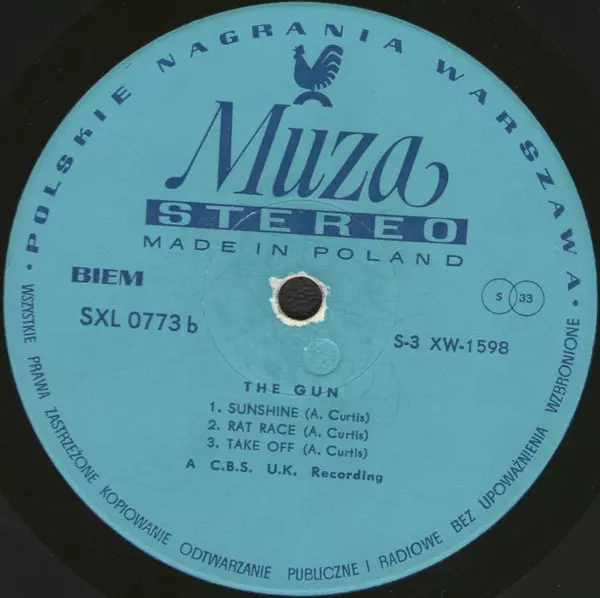 • POLSKIE NAGRANIA WARSZAWA •
Muza
STEREO
MADE IN POLAND
BIEM
S 33
SXL 0773 b
S-3 XW-1598
THE GUN
1. SUNSHINE (A. Curtis)
2. RAT RACE (A. Curtis)
3. TAKE OFF (A. Curtis)
A C.B.S. U.K. Recording
WSZYSTKIE PRAWA ZASTRZEŻONE KOPIOWANIE ODTWARZANIE PUBLICZNE I RADIOWE BEZ UPOWAŻNIENIA WZBRONIONE